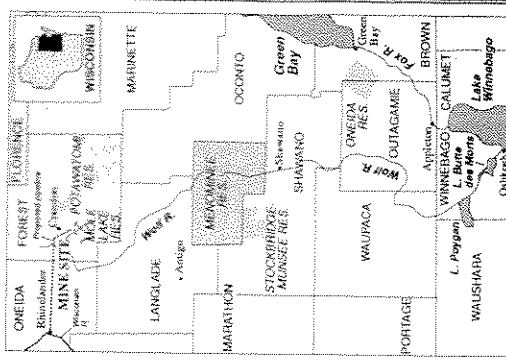 WISCONSIN
ONEIDA
FOREST
FLORENCE
MARINETTE
Rhinelander
Proposed pipeline
Crandon
POTAWATOMI
RES.
MINE SITE
MOLE
LAKE
RES.
Wisconsin
R.
Wolf R.
LANGLADE
Antigo
OCONTO
Green
Bay
MENOMINEE
RES.
MARATHON
STOCKBRIDGE
MUNSEE RES.
Shawano
SHAWANO
Green
Bay
Fox R.
BROWN
ONEIDA
RES.
OUTAGAMIE
Wolf R.
WAUPACA
PORTAGE
Appleton
CALUMET
WINNEBAGO
Lake
Winnebago
L. Butte
des Morts
L. Poygan
WAUSHARA
Oshkosh